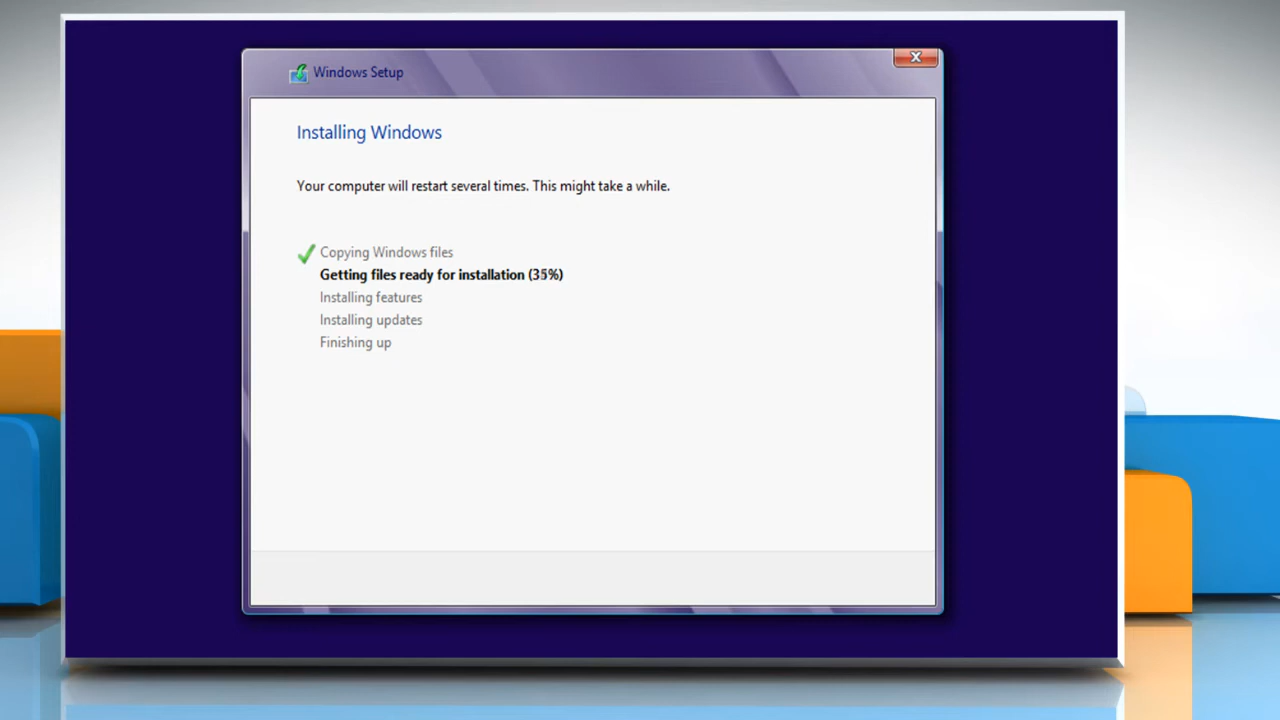 Windows Setup
Installing Windows
Your computer will restart several times. This might take a while.
Copying Windows files
Getting files ready for installation (35%)
Installing features
Installing updates
Finishing up